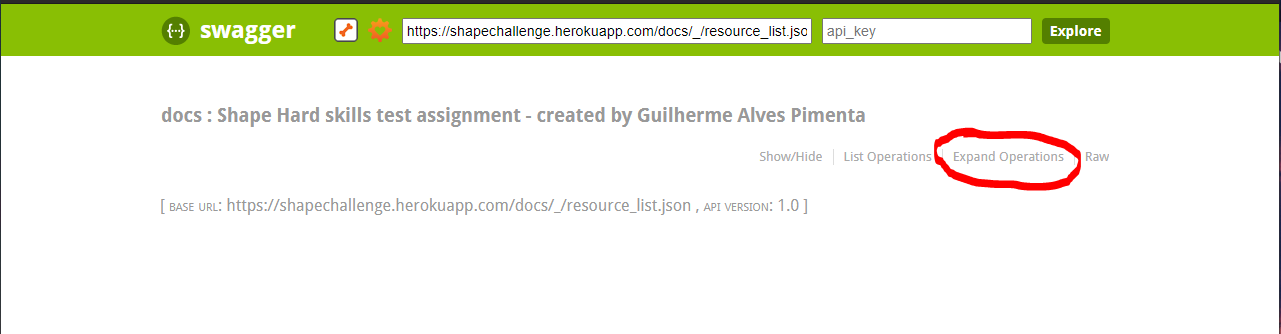 {··} swagger https://shapechallenge.herokuapp.com/docs/_/resource_list.jso api_key Explore
docs : Shape Hard skills test assignment - created by Guilherme Alves Pimenta
Show/Hide List Operations Expand Operations Raw
[ BASE URL: https://shapechallenge.herokuapp.com/docs/_/resource_list.json , API VERSION: 1.0 ]